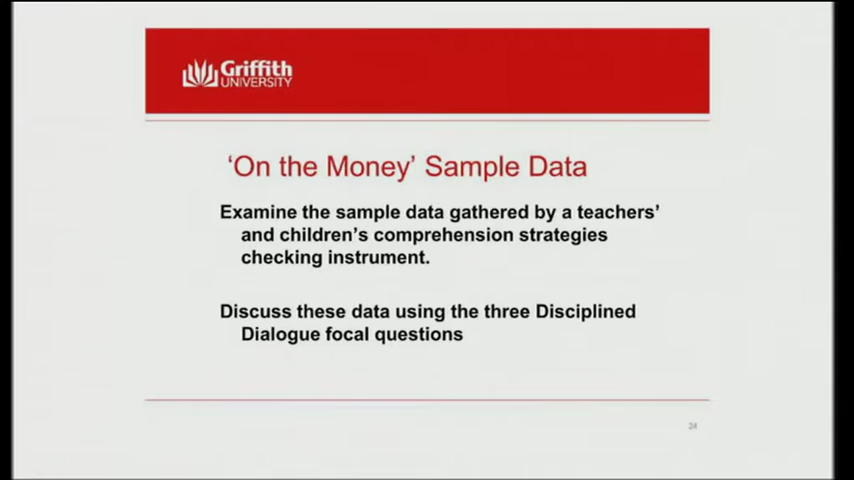 Griffith
UNIVERSITY
‘On the Money’ Sample Data
Examine the sample data gathered by a teachers’
and children’s comprehension strategies
checking instrument.
Discuss these data using the three Disciplined
Dialogue focal questions
24